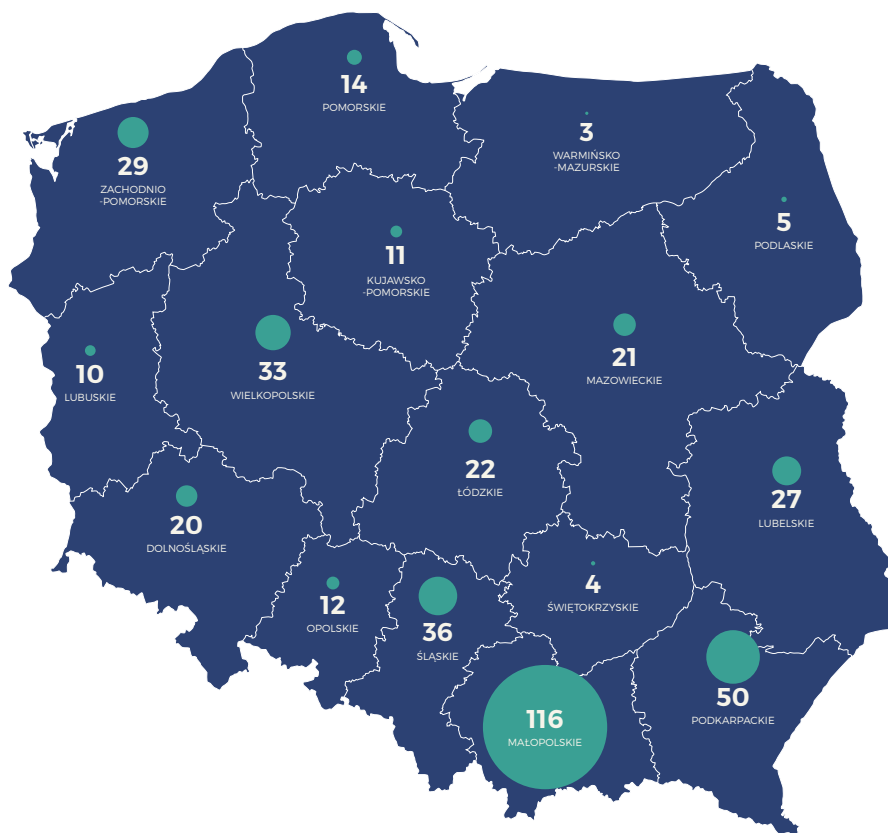 14
POMORSKIE
3
WARMIŃSKO
-MAZURSKIE
29
ZACHODNIO
-POMORSKIE
5
PODLASKIE
11
KUJAWSKO
-POMORSKIE
21
MAZOWIECKIE
33
WIELKOPOLSKIE
10
LUBUSKIE
22
ŁÓDZKIE
27
LUBELSKIE
20
DOLNOŚLĄSKIE
4
ŚWIĘTOKRZYSKIE
12
OPOLSKIE
36
ŚLĄSKIE
50
PODKARPACKIE
116
MAŁOPOLSKIE